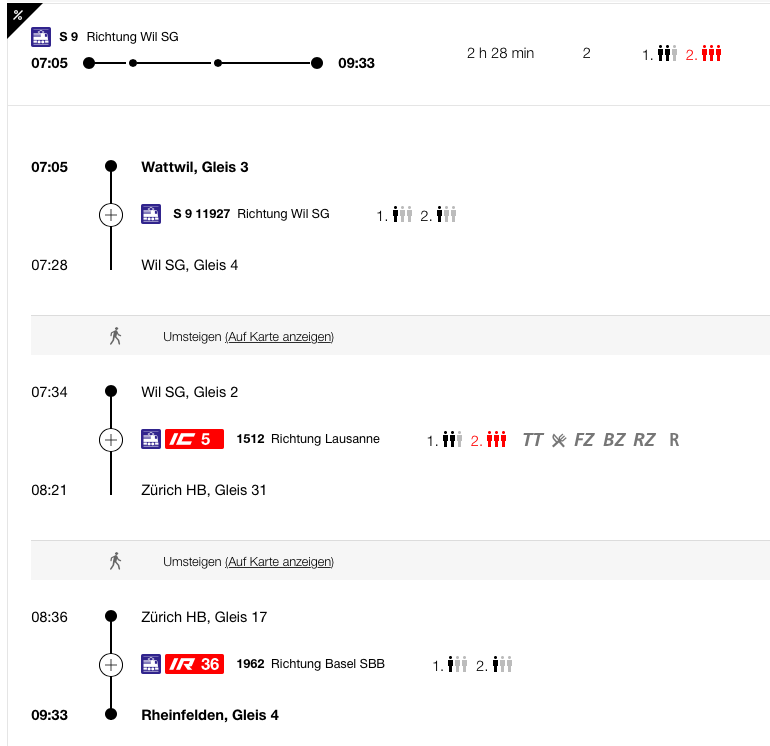 %
S 9 Richtung Wil SG
07:05 09:33 2 h 28 min 2 1. 2.
07:05 Wattwil, Gleis 3
S 9 11927 Richtung Wil SG 1. 2.
07:28 Wil SG, Gleis 4
Umsteigen (Auf Karte anzeigen)
07:34 Wil SG, Gleis 2
IC 5 1512 Richtung Lausanne 1. 2. TT FZ BZ RZ R
08:21 Zürich HB, Gleis 31
Umsteigen (Auf Karte anzeigen)
08:36 Zürich HB, Gleis 17
IR 36 1962 Richtung Basel SBB 1. 2.
09:33 Rheinfelden, Gleis 4